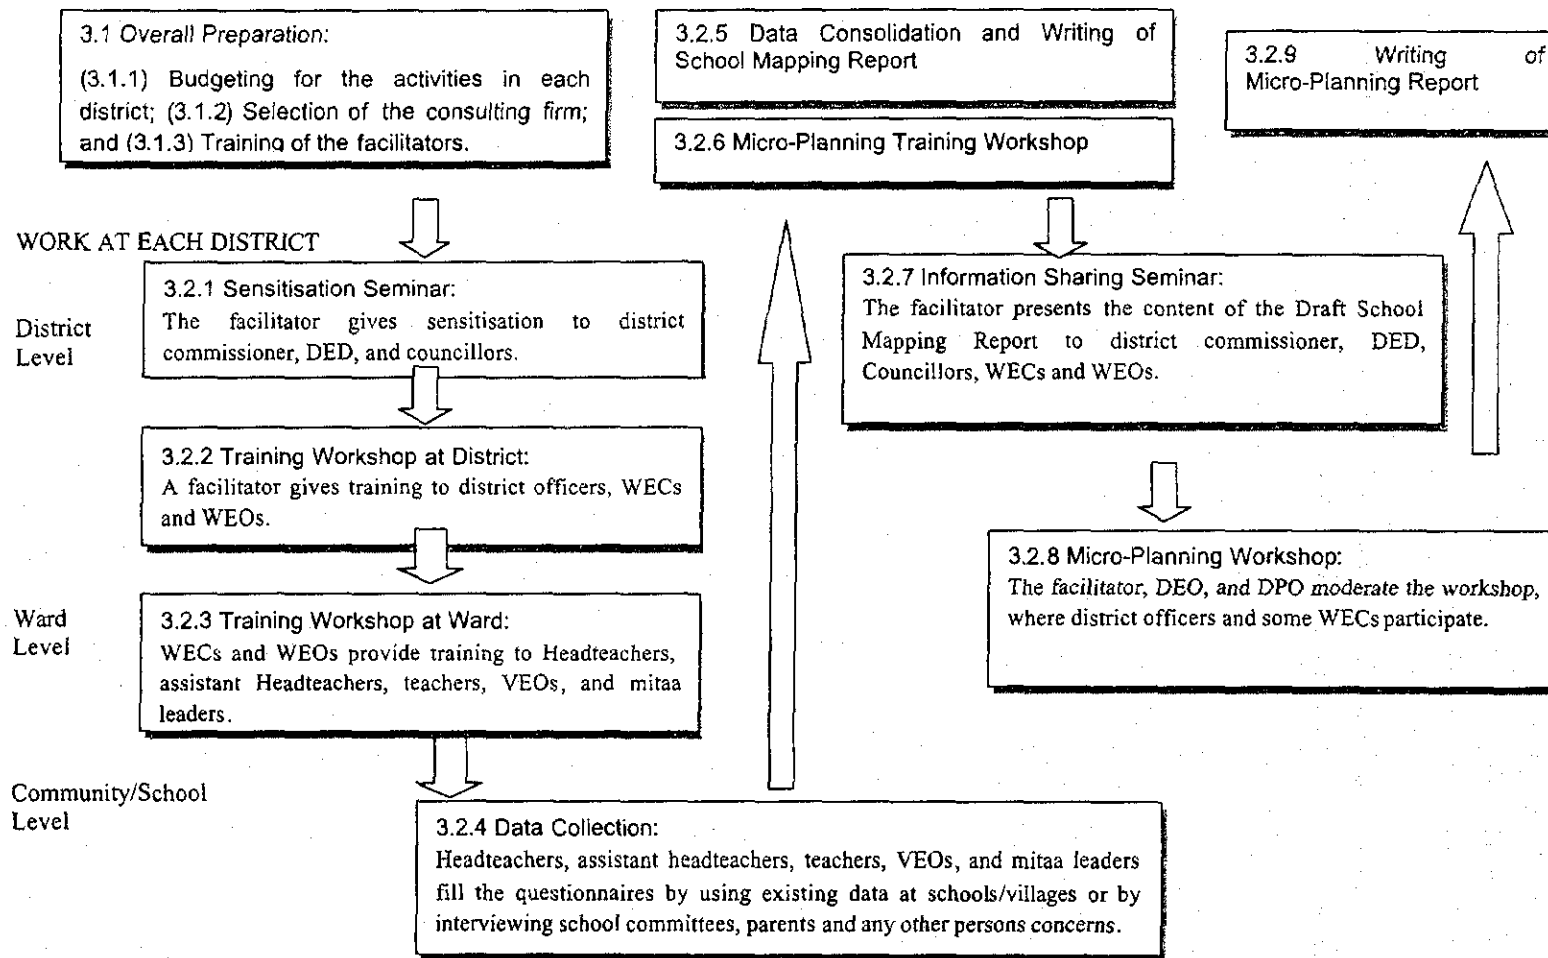 3.1 Overall Preparation:
(3.1.1) Budgeting for the activities in each
district; (3.1.2) Selection of the consulting firm;
and (3.1.3) Training of the facilitators.
3.2.5 Data Consolidation and Writing of
School Mapping Report
3.2.6 Micro-Planning Training Workshop
3.2.9 Writing of
Micro-Planning Report
WORK AT EACH DISTRICT
District
Level
3.2.1 Sensitisation Seminar:
The facilitator gives sensitisation to district
commissioner, DED, and councillors.
3.2.7 Information Sharing Seminar:
The facilitator presents the content of the Draft School
Mapping Report to district commissioner, DED,
Councillors, WECs and WEOs.
3.2.2 Training Workshop at District:
A facilitator gives training to district officers, WECs
and WEOs.
3.2.8 Micro-Planning Workshop:
The facilitator, DEO, and DPO moderate the workshop,
where district officers and some WECs participate.
Ward
Level
3.2.3 Training Workshop at Ward:
WECs and WEOs provide training to Headteachers,
assistant Headteachers, teachers, VEOs, and mitaa
leaders.
Community/School
Level
3.2.4 Data Collection:
Headteachers, assistant headteachers, teachers, VEOs, and mitaa leaders
fill the questionnaires by using existing data at schools/villages or by
interviewing school committees, parents and any other persons concerns.